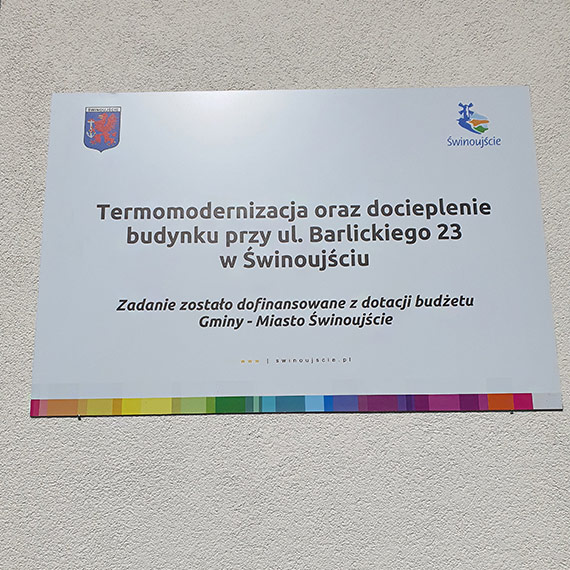 ŚWINOUJŚCIE
Świnoujście
Termomodernizacja oraz docieplenie
budynku przy ul. Barlickiego 23
w Świnoujściu
Zadanie zostało dofinansowane z dotacji budżetu
Gminy - Miasto Świnoujście
www | swinoujscie.pl